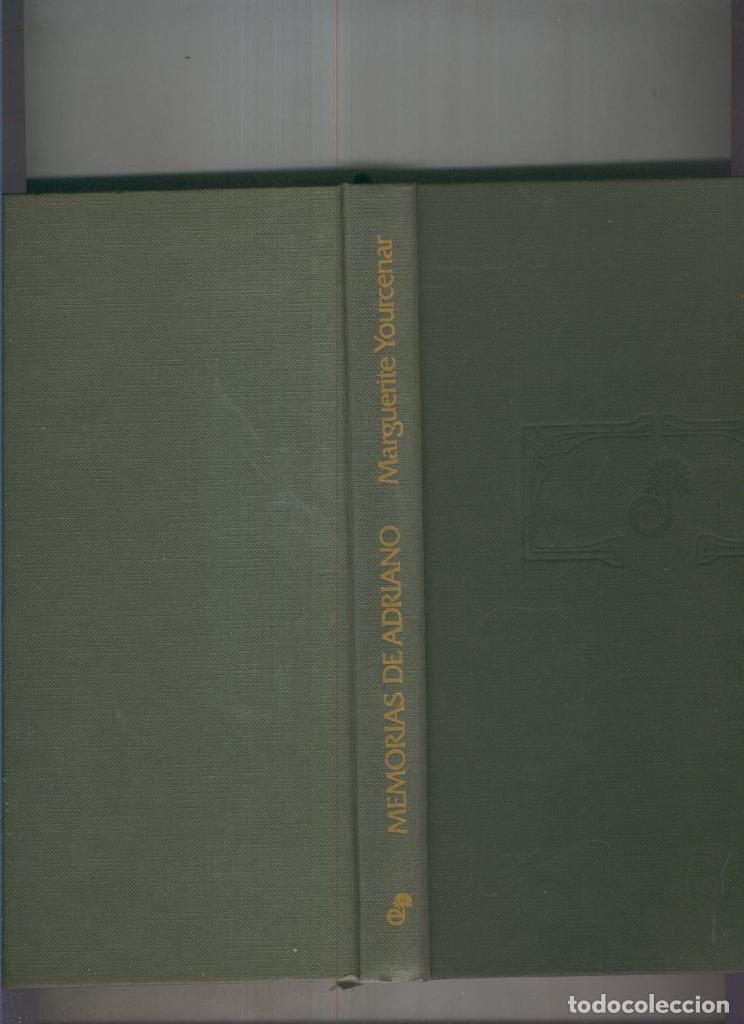 MEMORIAS DE ADRIANO Marguerite Yourcenar
todocoleccion